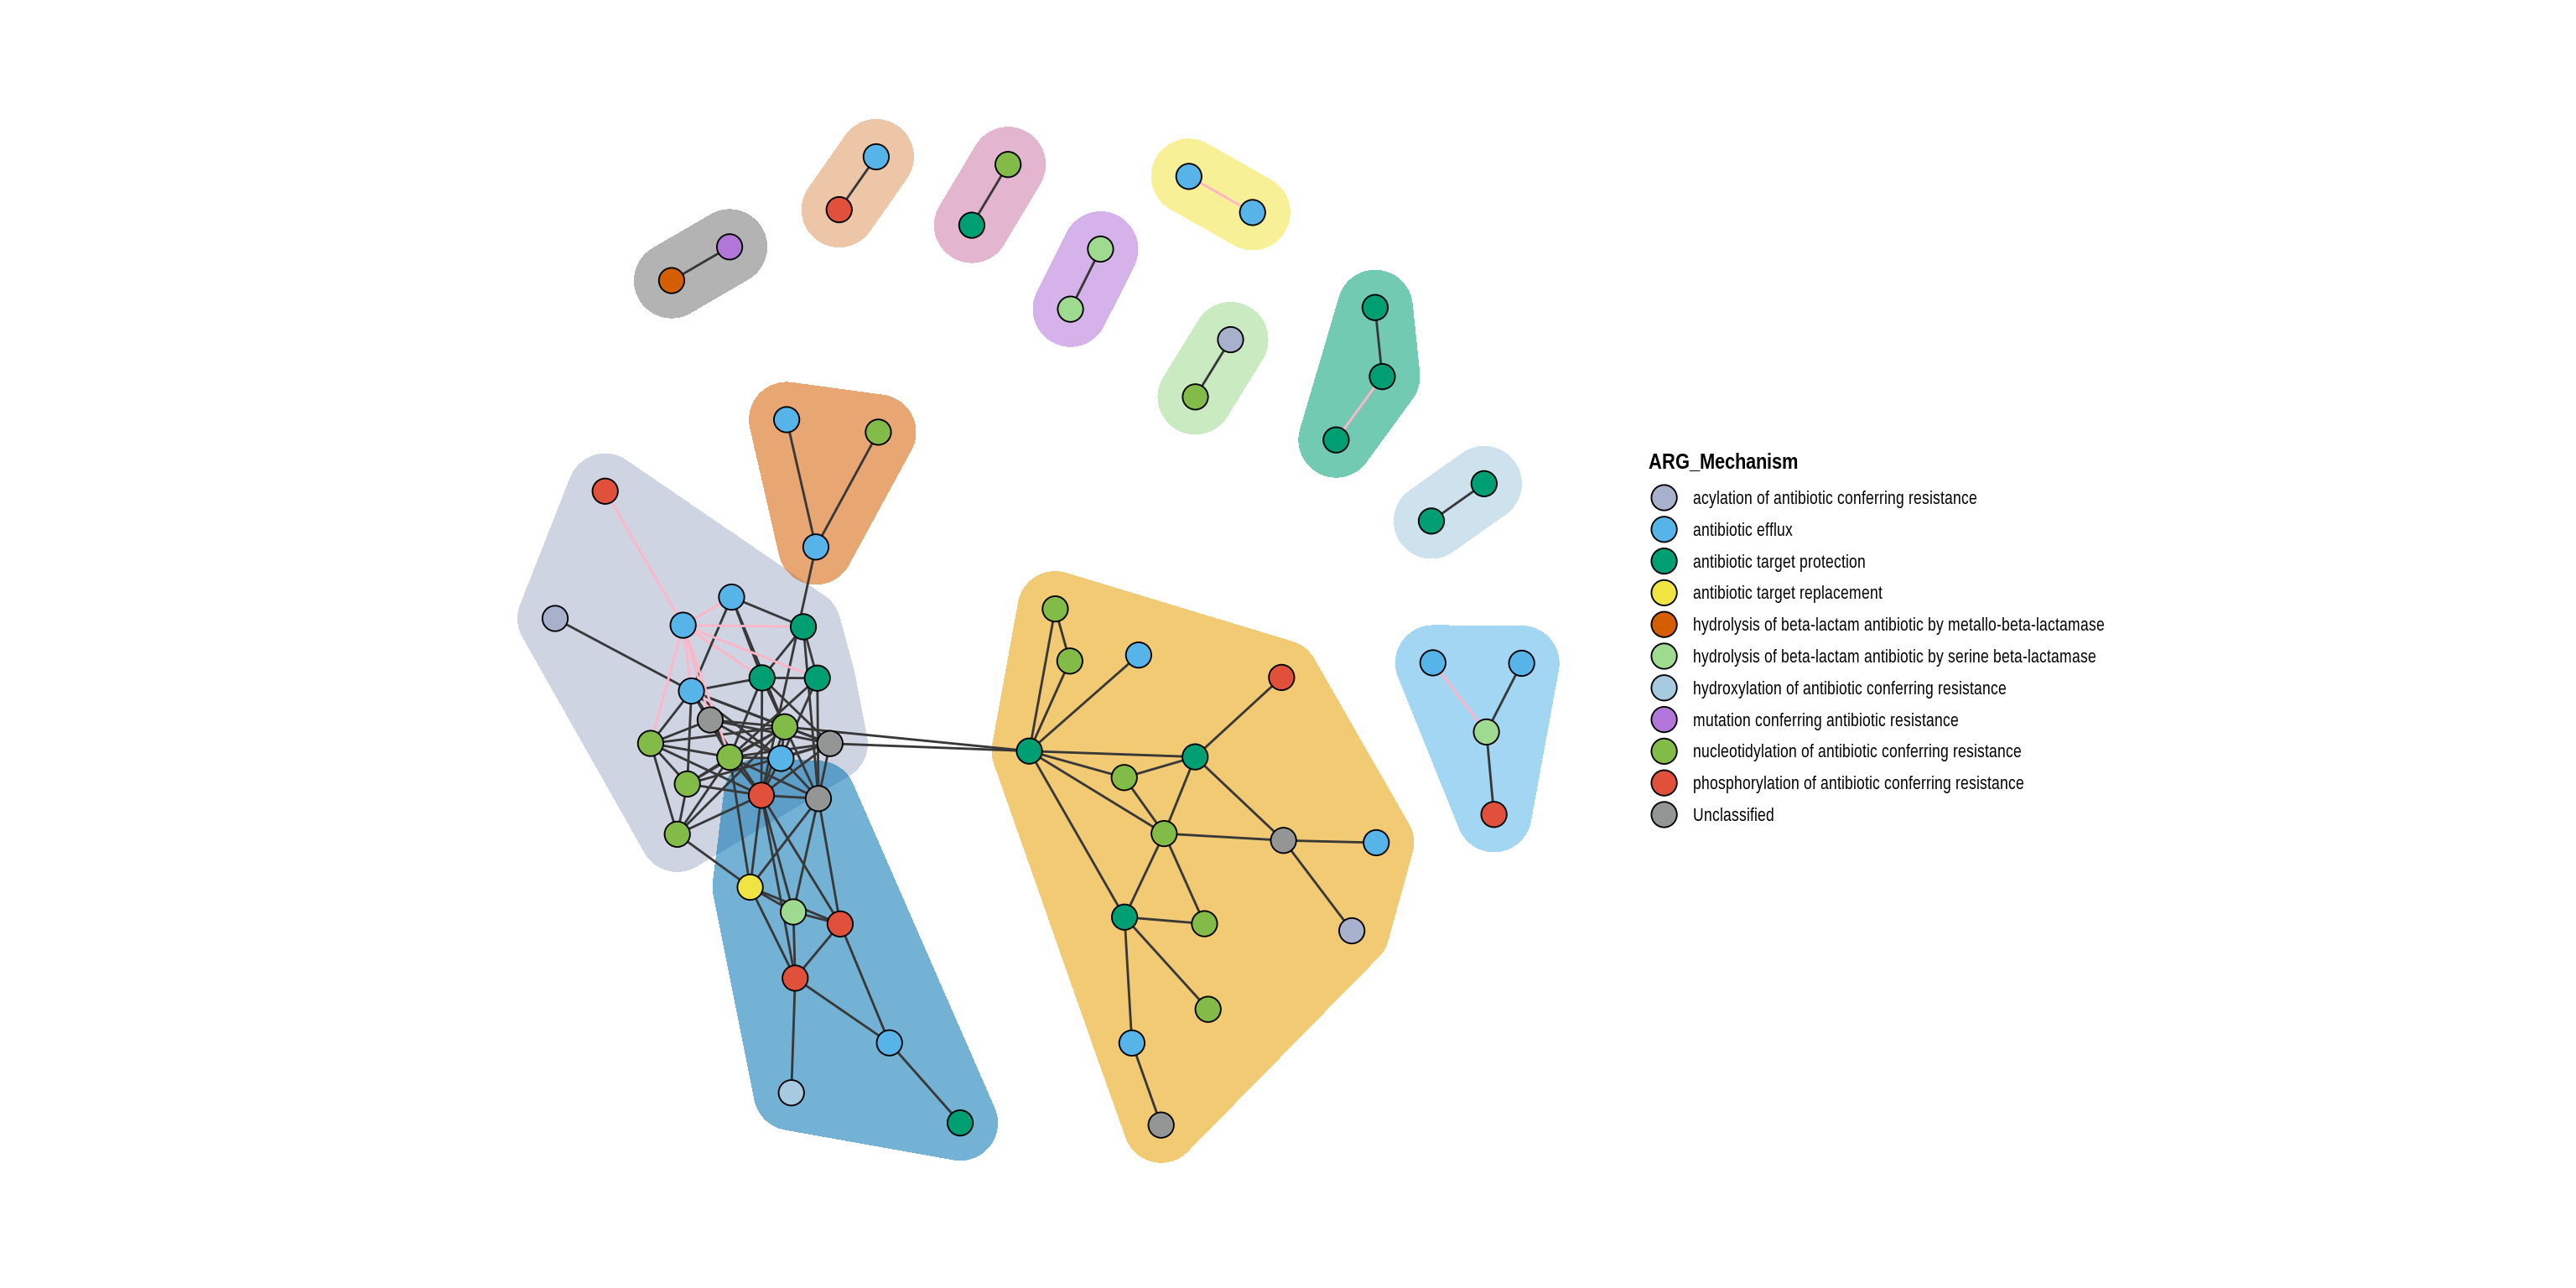 ARG_Mechanism
acylation of antibiotic conferring resistance
antibiotic efflux
antibiotic target protection
antibiotic target replacement
hydrolysis of beta-lactam antibiotic by metallo-beta-lactamase
hydrolysis of beta-lactam antibiotic by serine beta-lactamase
hydroxylation of antibiotic conferring resistance
mutation conferring antibiotic resistance
nucleotidylation of antibiotic conferring resistance
phosphorylation of antibiotic conferring resistance
Unclassified